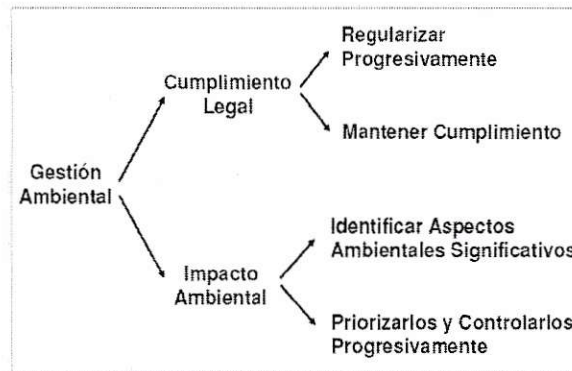 Regularizar
Progresivamente
Cumplimiento
Legal
Mantener Cumplimiento
Gestión
Ambiental
Identificar Aspectos
Ambientales Significativos
Impacto
Ambiental
Priorizarlos y Controlarlos
Progresivamente